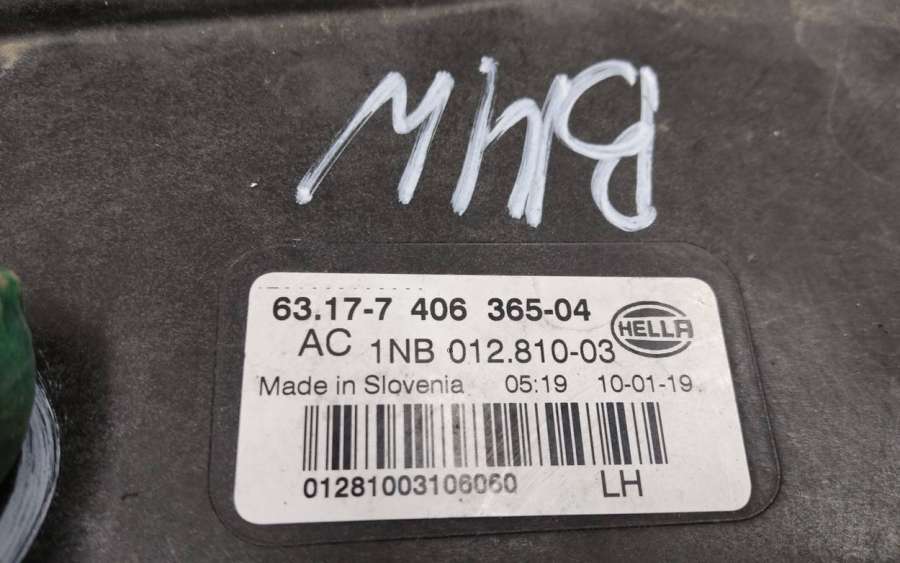 BMW
63.17-7 406 365-04
AC 1NB 012.810-03 HELLA
Made in Slovenia 05:19 10-01-19
01281003106060 LH